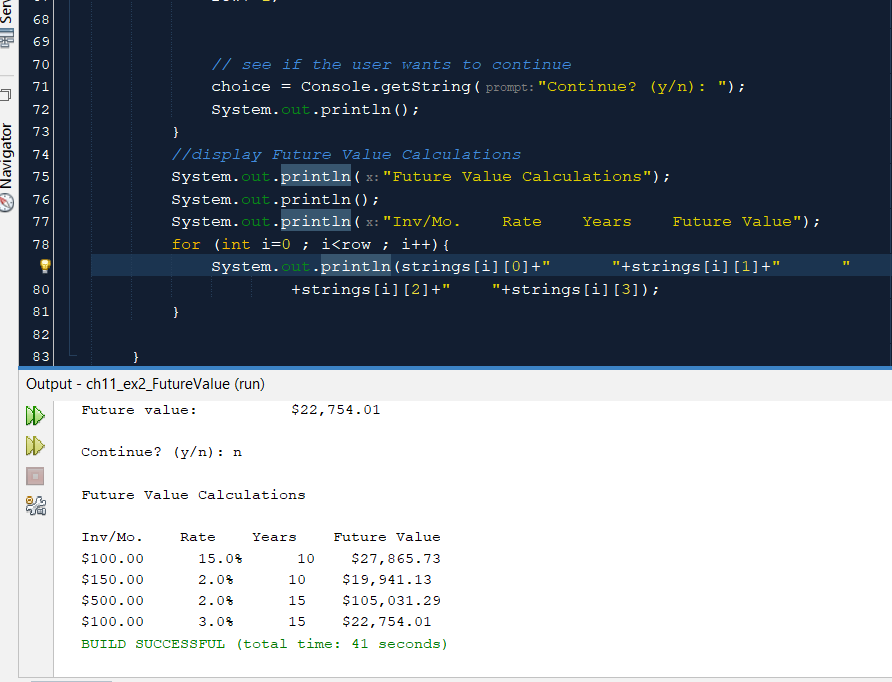 68
69
70 // see if the user wants to continue
71 choice = Console.getString(prompt:"Continue? (y/n): ");
72 System.out.println();
73 }
74 //display Future Value Calculations
75 System.out.println(x:"Future Value Calculations");
76 System.out.println();
77 System.out.println(x:"Inv/Mo.    Rate    Years    Future Value");
78 for (int i=0 ; i<row ; i++){
System.out.println(strings[i][0]+"      "+strings[i][1]+"      "
80 +strings[i][2]+"    "+strings[i][3]);
81 }
82
83 }
Navigator
Output - ch11_ex2_FutureValue (run)
Future value:          $22,754.01
Continue? (y/n): n
Future Value Calculations
Inv/Mo.    Rate    Years    Future Value
$100.00      15.0%      10    $27,865.73
$150.00      2.0%      10    $19,941.13
$500.00      2.0%      15    $105,031.29
$100.00      3.0%      15    $22,754.01
BUILD SUCCESSFUL (total time: 41 seconds)